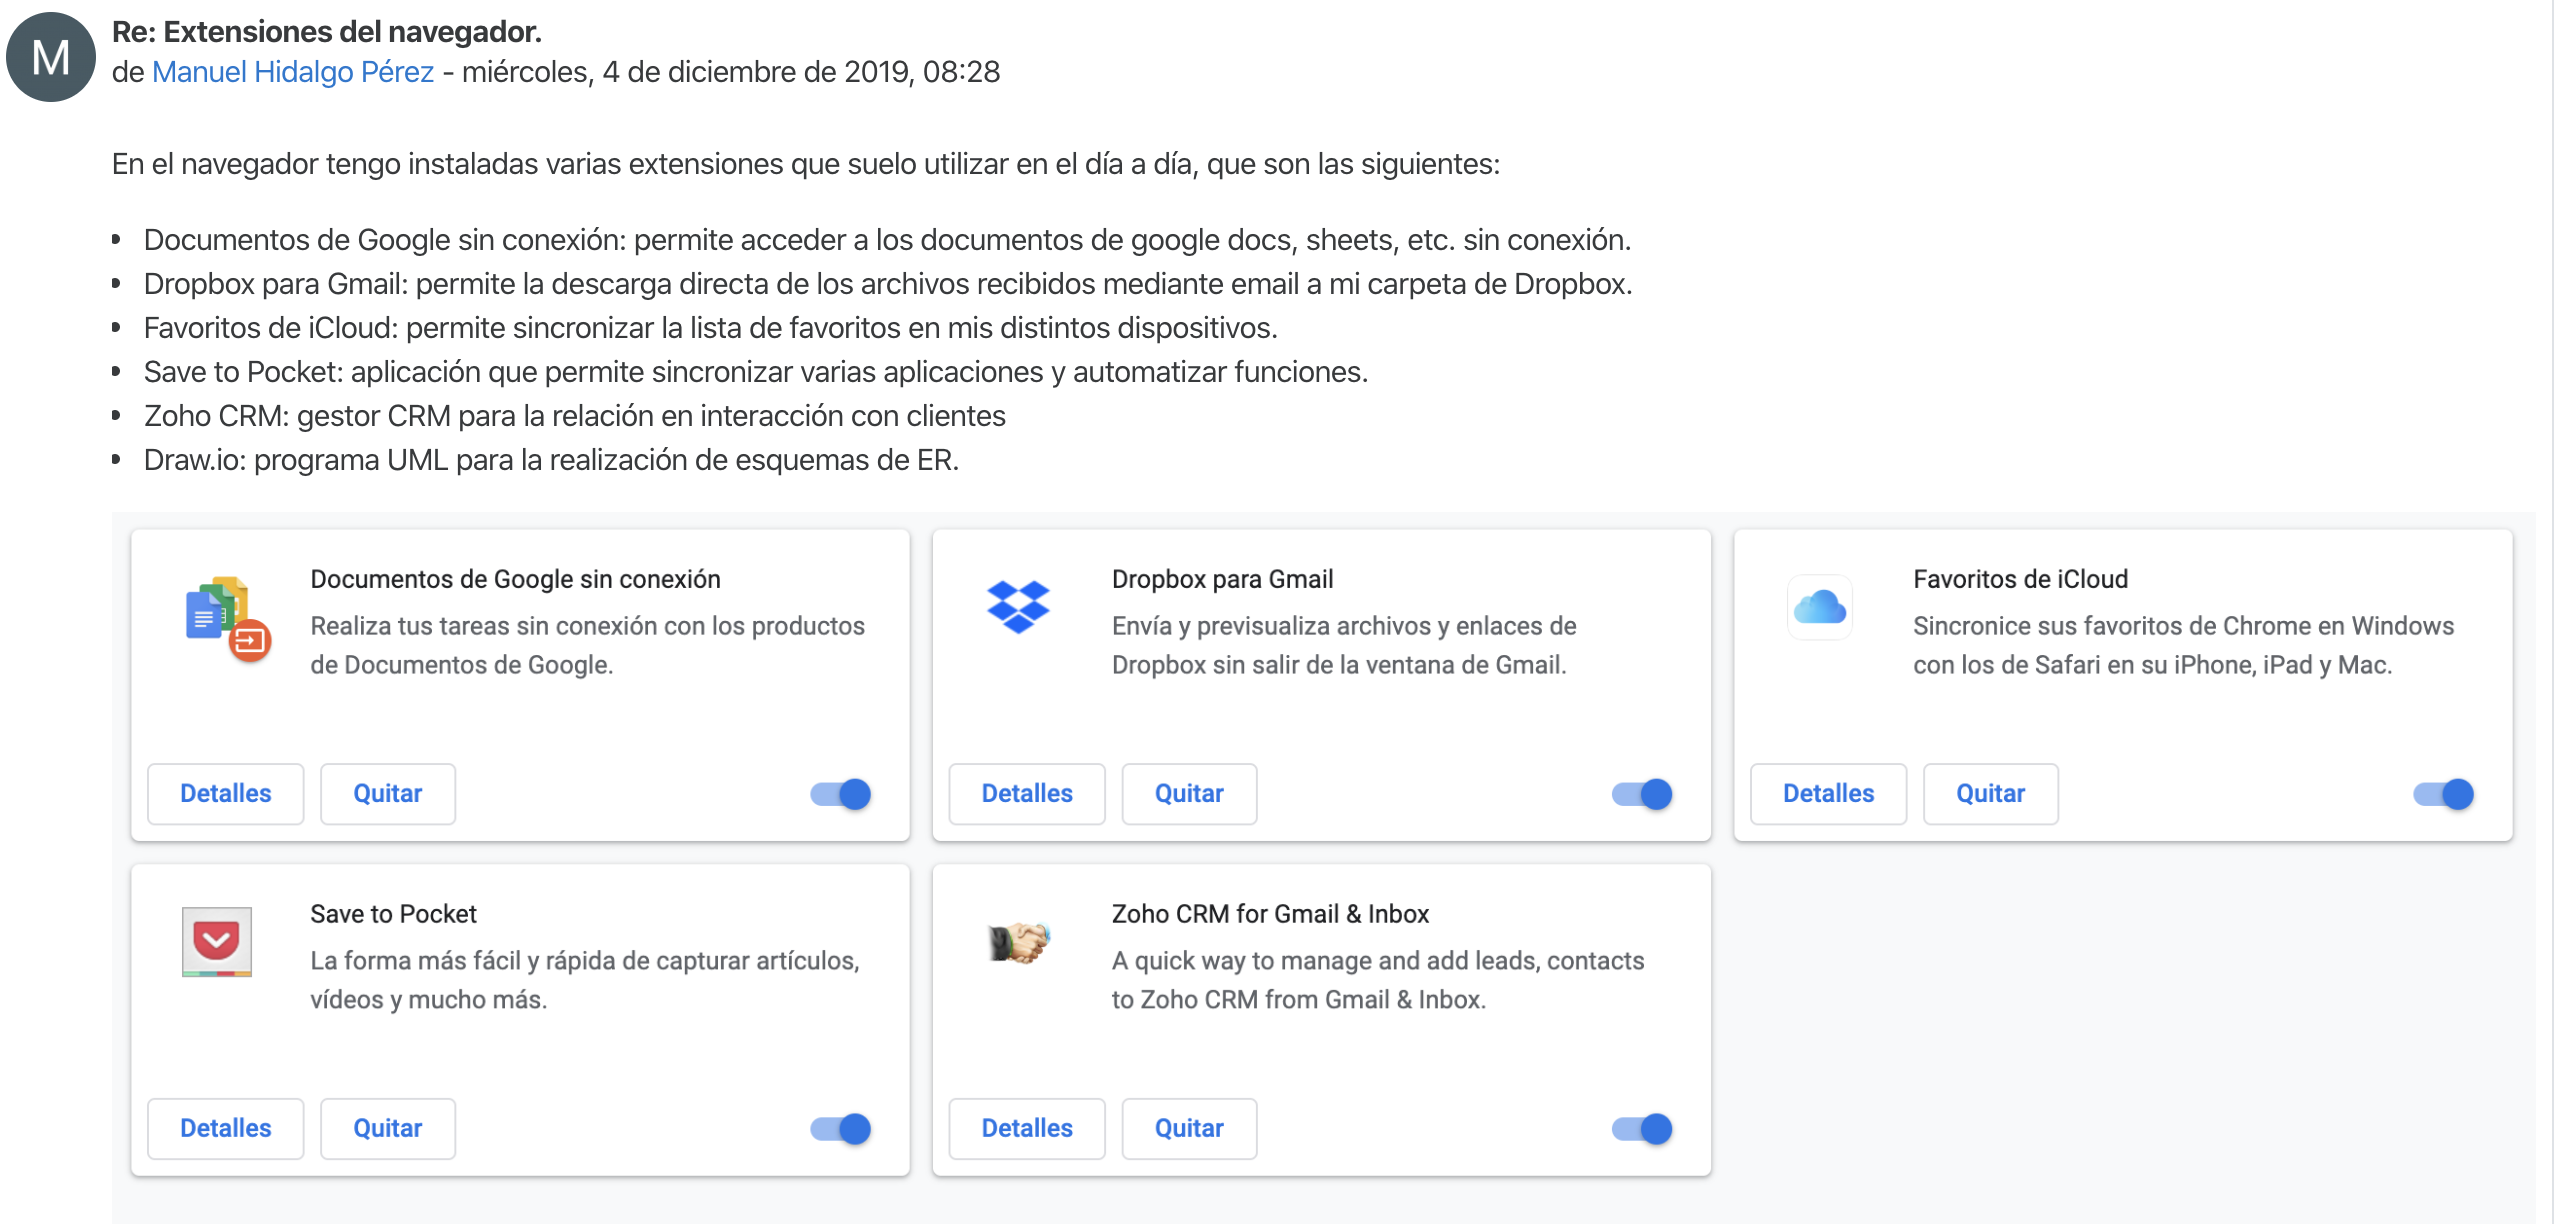 M
Re: Extensiones del navegador.
de Manuel Hidalgo Pérez - miércoles, 4 de diciembre de 2019, 08:28
En el navegador tengo instaladas varias extensiones que suelo utilizar en el día a día, que son las siguientes:
• Documentos de Google sin conexión: permite acceder a los documentos de google docs, sheets, etc. sin conexión.
• Dropbox para Gmail: permite la descarga directa de los archivos recibidos mediante email a mi carpeta de Dropbox.
• Favoritos de iCloud: permite sincronizar la lista de favoritos en mis distintos dispositivos.
• Save to Pocket: aplicación que permite sincronizar varias aplicaciones y automatizar funciones.
• Zoho CRM: gestor CRM para la relación en interacción con clientes
• Draw.io: programa UML para la realización de esquemas de ER.
Documentos de Google sin conexión
Realiza tus tareas sin conexión con los productos
de Documentos de Google.
Detalles Quitar
Dropbox para Gmail
Envía y previsualiza archivos y enlaces de
Dropbox sin salir de la ventana de Gmail.
Detalles Quitar
Favoritos de iCloud
Sincronice sus favoritos de Chrome en Windows
con los de Safari en su iPhone, iPad y Mac.
Detalles Quitar
Save to Pocket
La forma más fácil y rápida de capturar artículos,
vídeos y mucho más.
Detalles Quitar
Zoho CRM for Gmail & Inbox
A quick way to manage and add leads, contacts
to Zoho CRM from Gmail & Inbox.
Detalles Quitar